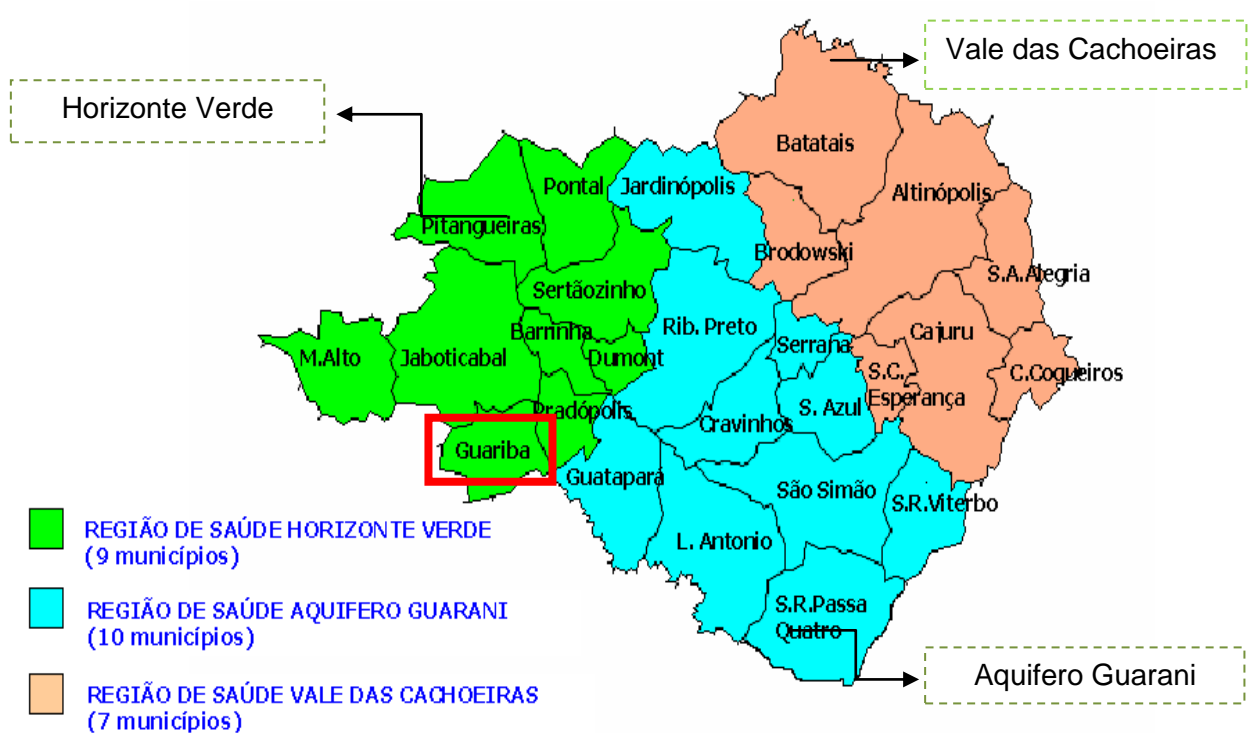 Vale das Cachoeiras
Horizonte Verde
Batatais
Pontal
Jardinópolis
Altinópolis
Pitangueiras
Brodowski
S.A.Alegria
Sertãozinho
Barrinha
Rib. Preto
Serrana
Cajuru
M.Alto
Jaboticabal
Dumont
S.C.
Esperança
C.Coqueiros
Pradópolis
Cravinhos
S. Azul
Guariba
Guatapará
São Simão
S.R.Viterbo
L. Antonio
S.R.Passa
Quatro
Aquifero Guarani
REGIÃO DE SAÚDE HORIZONTE VERDE
(9 municípios)
REGIÃO DE SAÚDE AQUIFERO GUARANI
(10 municípios)
REGIÃO DE SAÚDE VALE DAS CACHOEIRAS
(7 municípios)